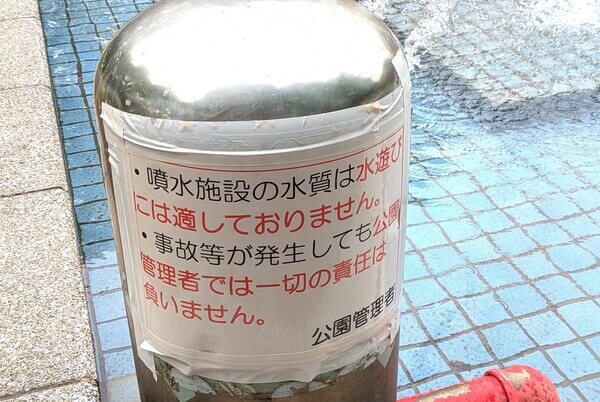 ・噴水施設の水質は水遊び
には適しておりません。
・事故等が発生しても公園
管理者では一切の責任は
負いません。
公園管理者